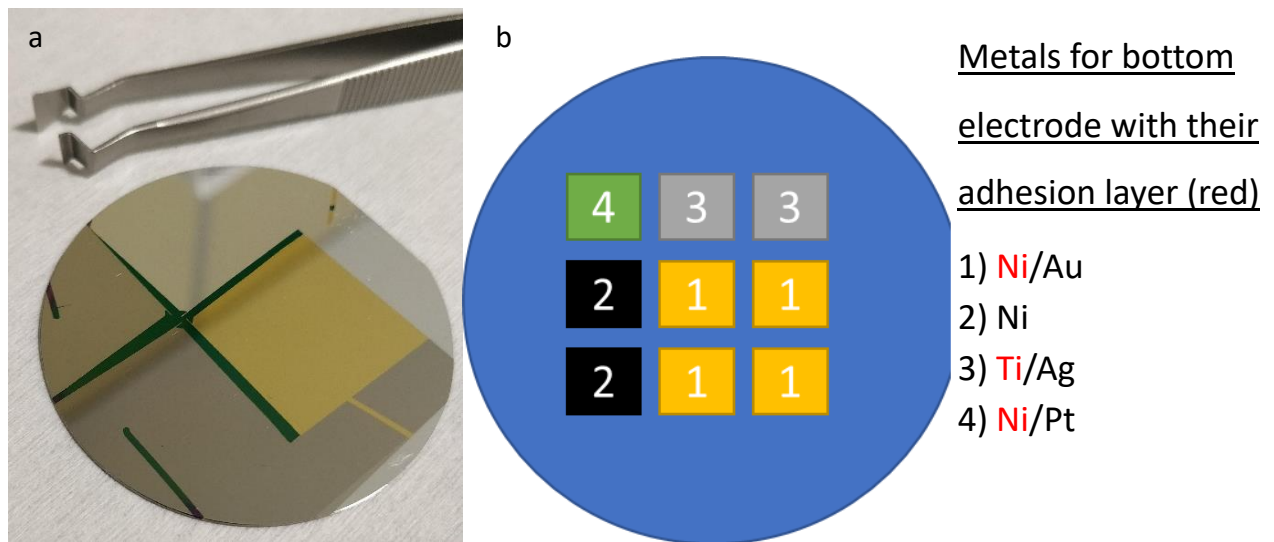 a
b
4 3 3
2 1 1
2 1 1
Metals for bottom
electrode with their
adhesion layer (red)
1) Ni/Au
2) Ni
3) Ti/Ag
4) Ni/Pt